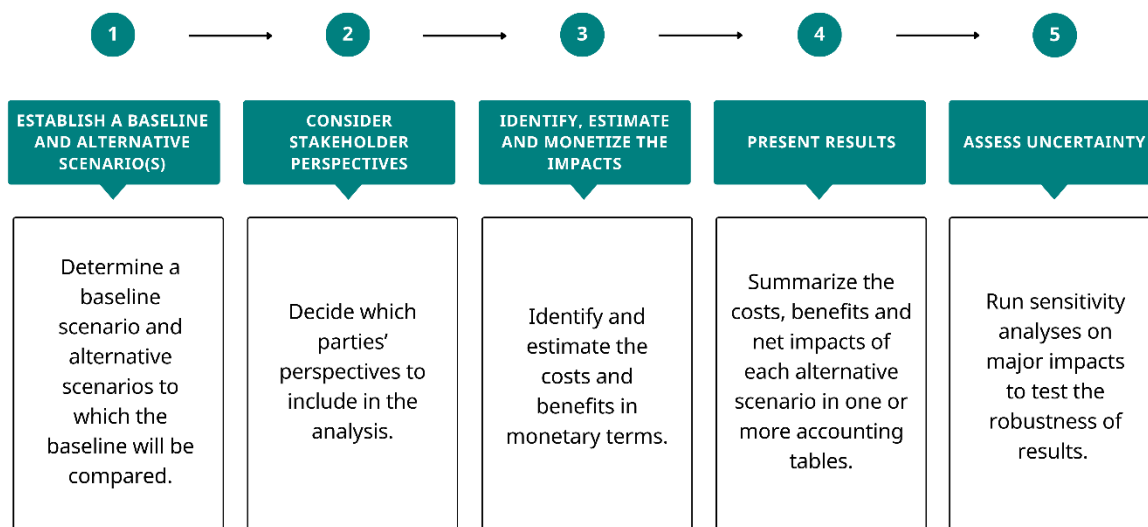 1
2
3
4
5
ESTABLISH A BASELINE
AND ALTERNATIVE
SCENARIO(S)
CONSIDER
STAKEHOLDER
PERSPECTIVES
IDENTIFY, ESTIMATE
AND MONETIZE THE
IMPACTS
PRESENT RESULTS
ASSESS UNCERTAINTY
Determine a
baseline
scenario and
alternative
scenarios to
which the
baseline will be
compared.
Decide which
parties’
perspectives to
include in the
analysis.
Identify and
estimate the
costs and
benefits in
monetary terms.
Summarize the
costs, benefits and
net impacts of
each alternative
scenario in one or
more accounting
tables.
Run sensitivity
analyses on
major impacts
to test the
robustness of
results.